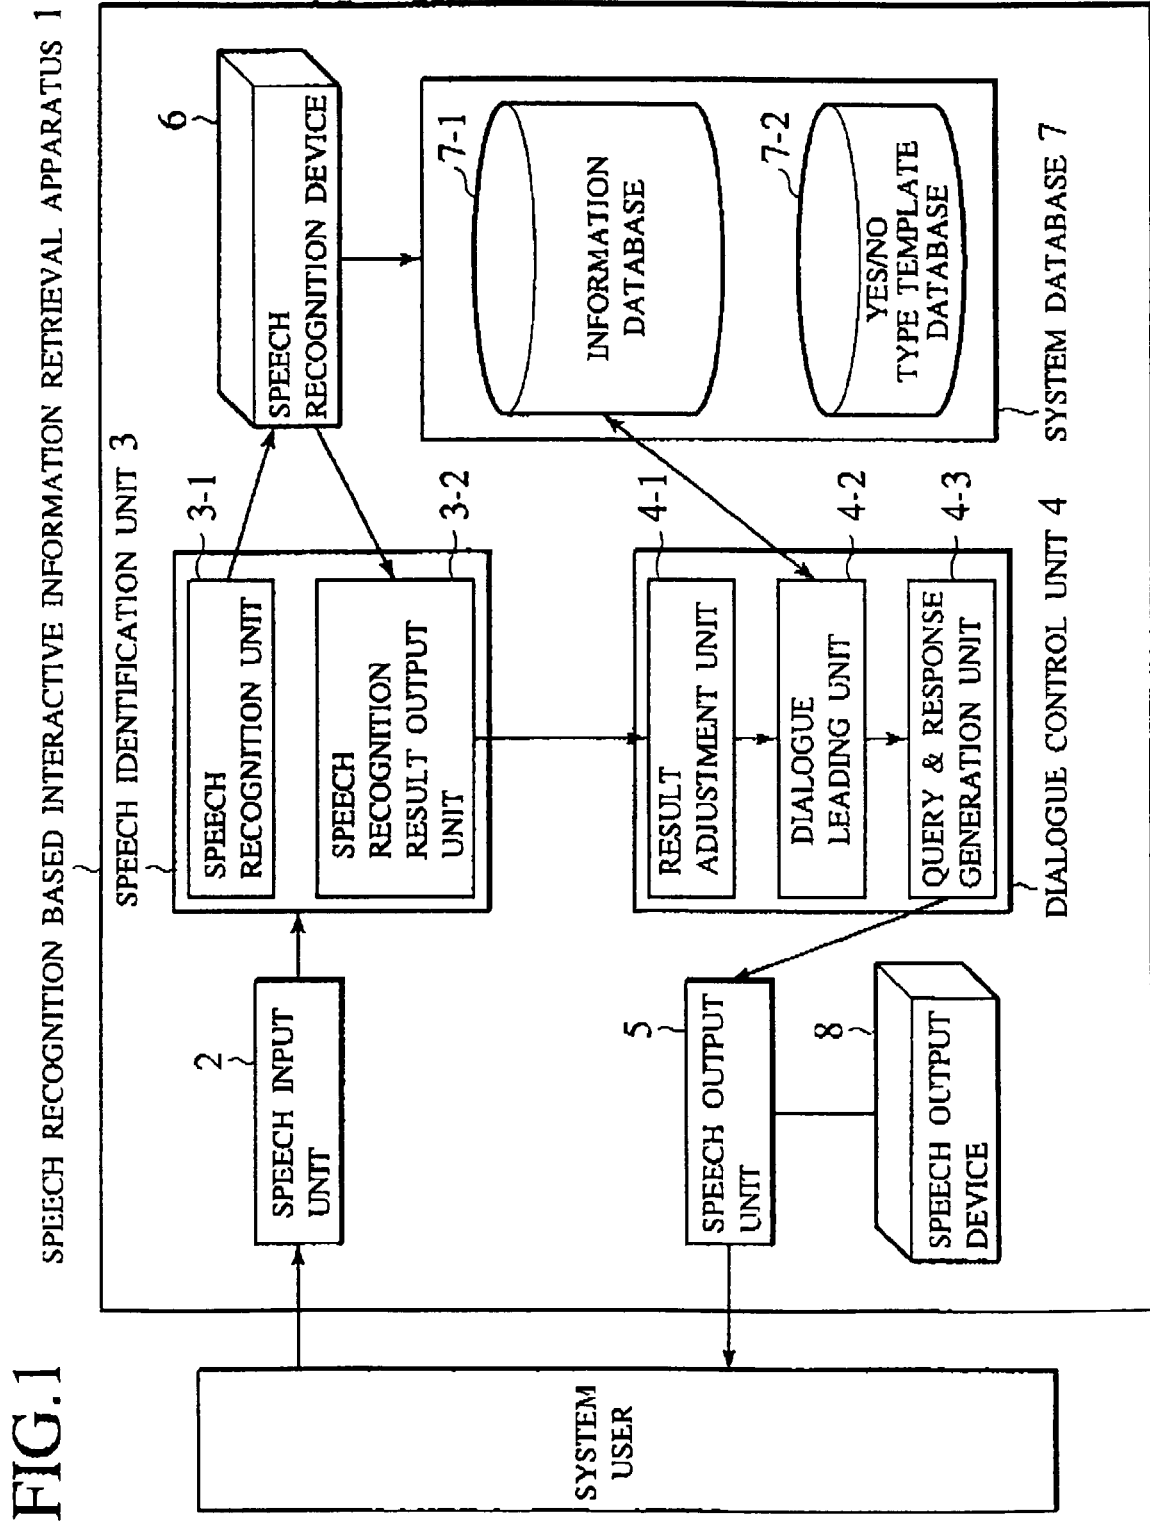 FIG.1
SPEECH RECOGNITION BASED INTERACTIVE INFORMATION RETRIEVAL APPARATUS 1
SPEECH IDENTIFICATION UNIT 3
6
SPEECH
RECOGNITION DEVICE
2
SPEECH INPUT
UNIT
3-1
SPEECH
RECOGNITION UNIT
3-2
SPEECH
RECOGNITION
RESULT OUTPUT
UNIT
7-1
INFORMATION
DATABASE
7-2
YES/NO
TYPE TEMPLATE
DATABASE
SYSTEM DATABASE 7
SYSTEM
USER
5
SPEECH OUTPUT
UNIT
8
SPEECH OUTPUT
DEVICE
4-1
RESULT
ADJUSTMENT UNIT
4-2
DIALOGUE
LEADING UNIT
4-3
QUERY & RESPONSE
GENERATION UNIT
DIALOGUE CONTROL UNIT 4